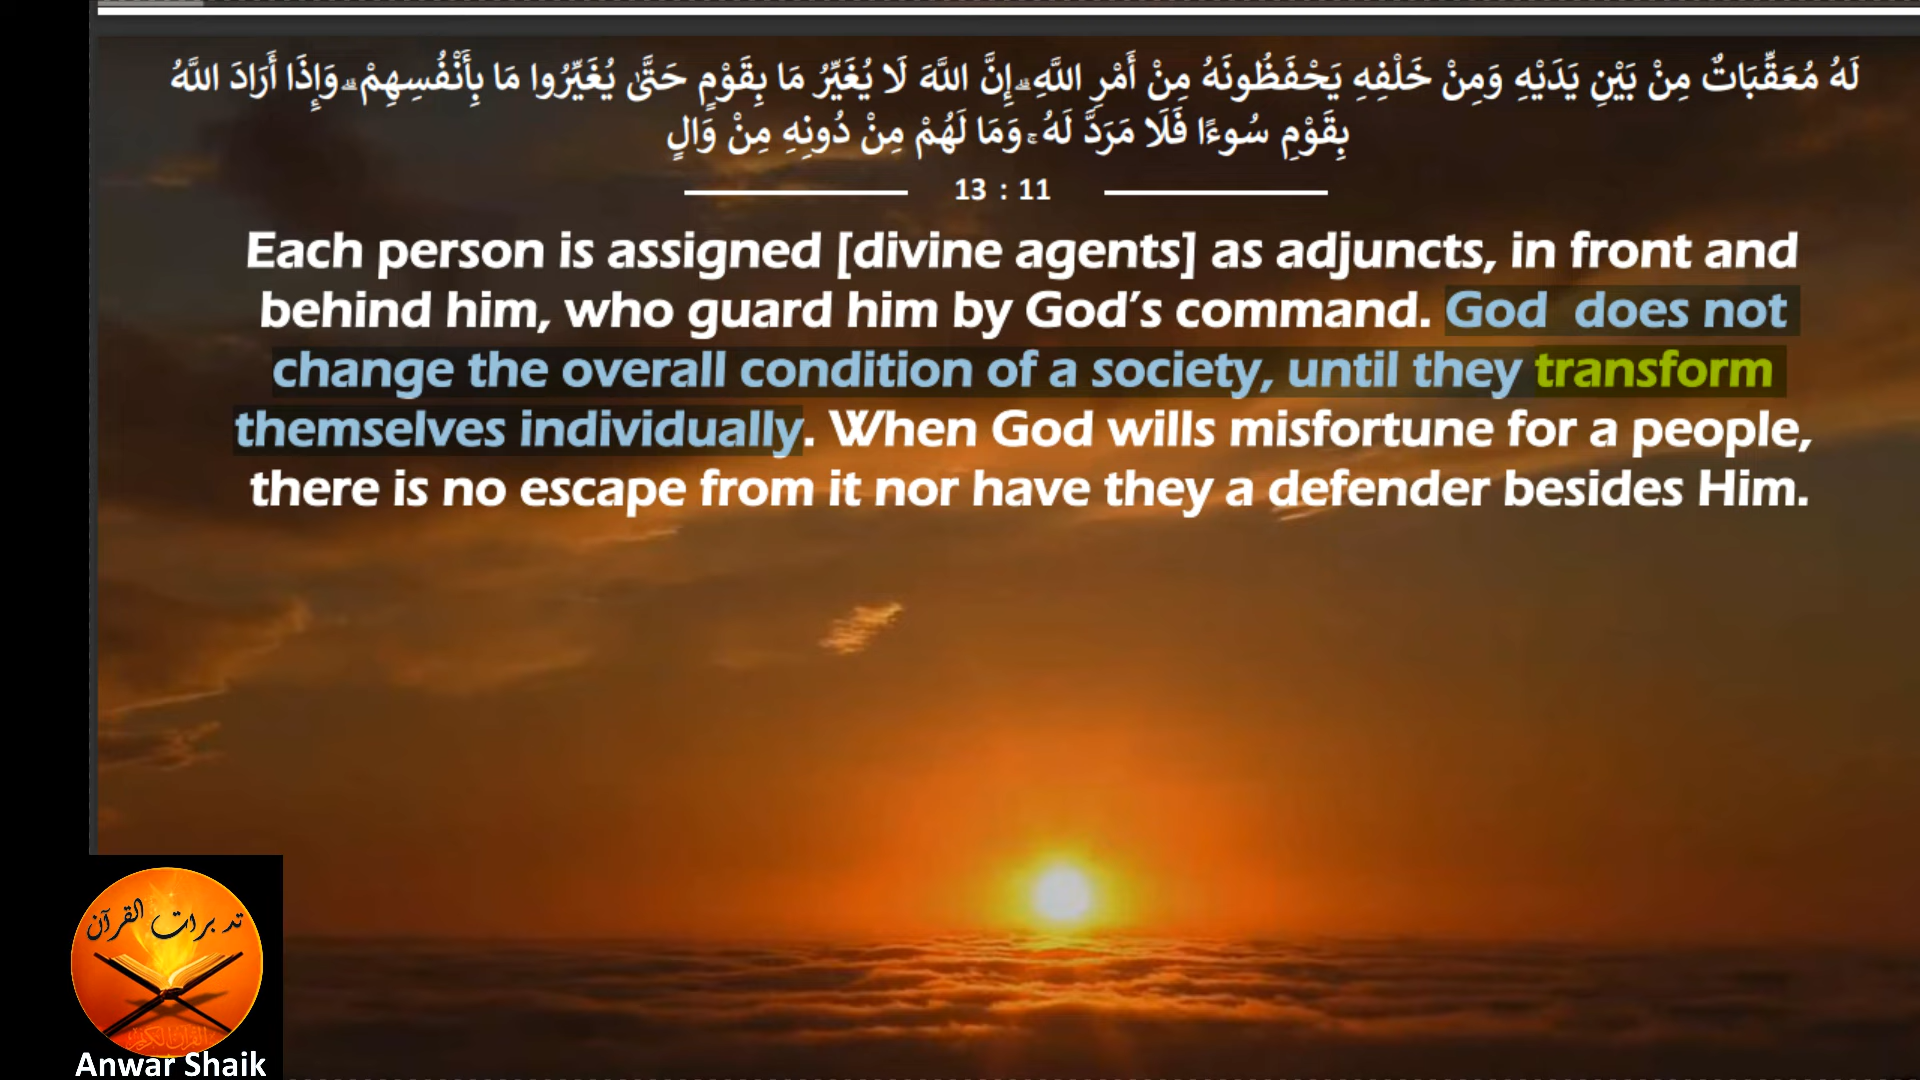 لَهُ مُعَقِّبَاتٌ مِنْ بَيْنِ يَدَيْهِ وَمِنْ خَلْفِهِ يَحْفَظُونَهُ مِنْ أَمْرِ اللَّهِ ۗ إِنَّ اللَّهَ لَا يُغَيِّرُ مَا بِقَوْمٍ حَتَّىٰ يُغَيِّرُوا مَا بِأَنْفُسِهِمْ ۗ وَإِذَا أَرَادَ اللَّهُ
بِقَوْمٍ سُوءًا فَلَا مَرَدَّ لَهُ ۚ وَمَا لَهُمْ مِنْ دُونِهِ مِنْ وَالٍ
13 : 11
Each person is assigned [divine agents] as adjuncts, in front and
behind him, who guard him by God’s command. God does not
change the overall condition of a society, until they transform
themselves individually. When God wills misfortune for a people,
there is no escape from it nor have they a defender besides Him.
تدبرات القرآن
القرآن الكريم
Anwar Shaik